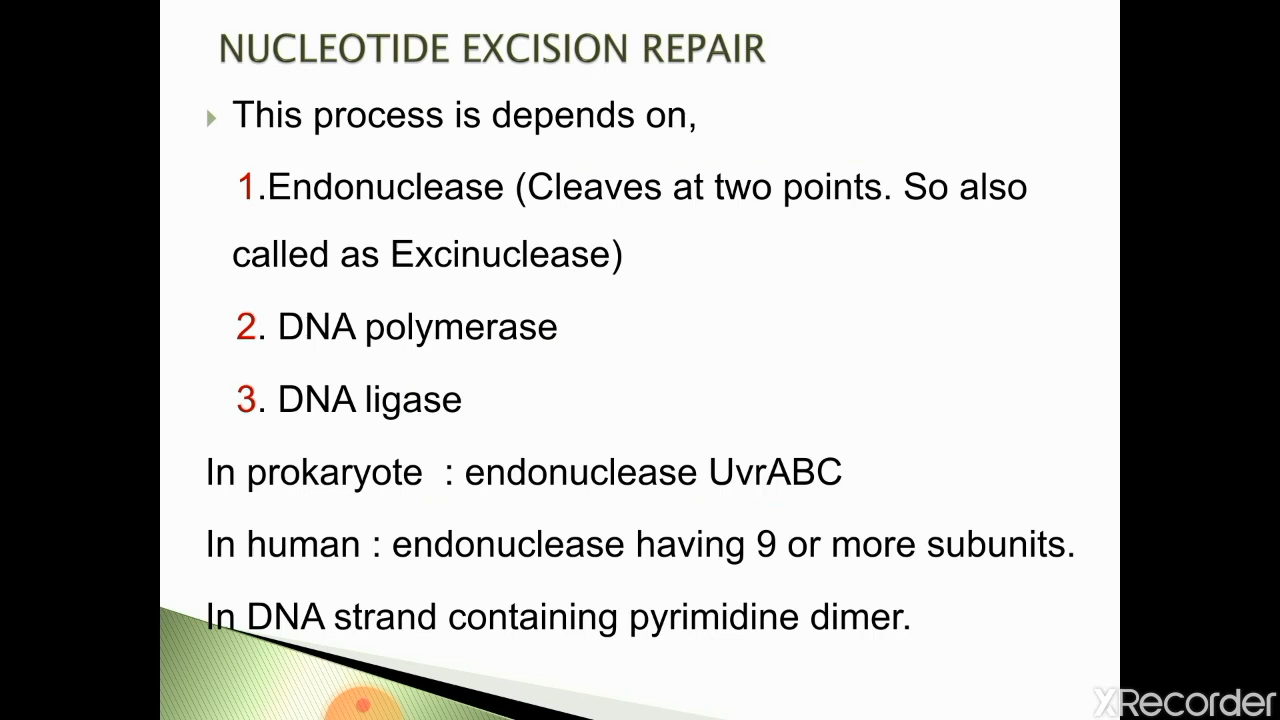 NUCLEOTIDE EXCISION REPAIR
This process is depends on,
1.Endonuclease (Cleaves at two points. So also
called as Excinuclease)
2. DNA polymerase
3. DNA ligase
In prokaryote : endonuclease UvrABC
In human : endonuclease having 9 or more subunits.
In DNA strand containing pyrimidine dimer.
XRecorder